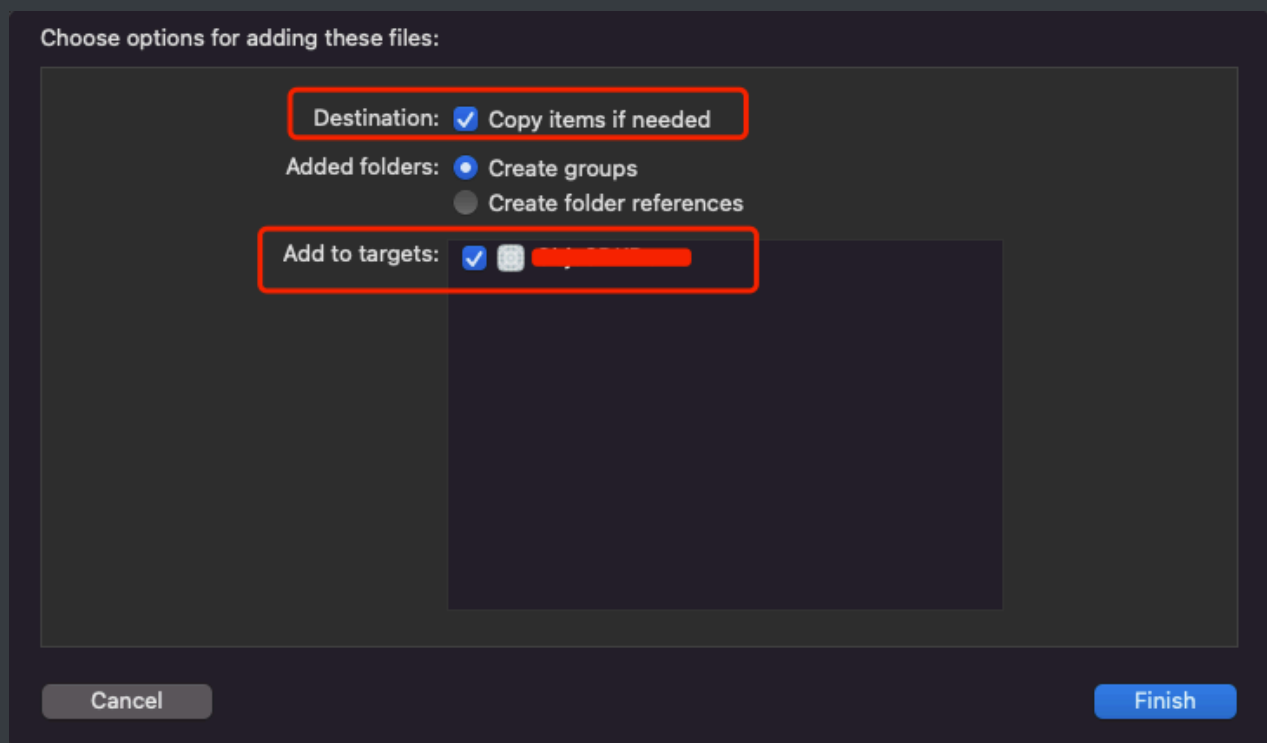 Choose options for adding these files:
Destination: Copy items if needed
Added folders: Create groups
Create folder references
Add to targets:
Cancel
Finish